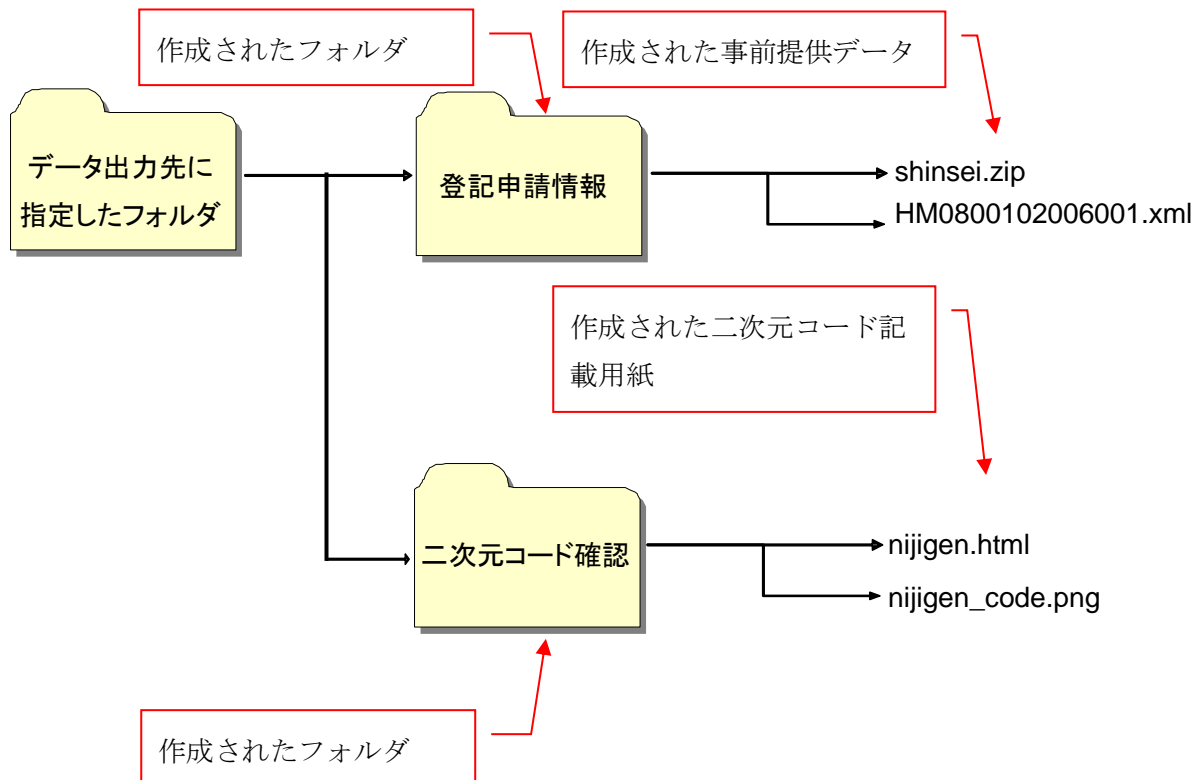 作成されたフォルダ
作成された事前提供データ
データ出力先に
指定したフォルダ
登記申請情報
shinsei.zip
HM0800102006001.xml
作成された二次元コード記
載用紙
二次元コード確認
nijigen.html
nijigen_code.png
作成されたフォルダ